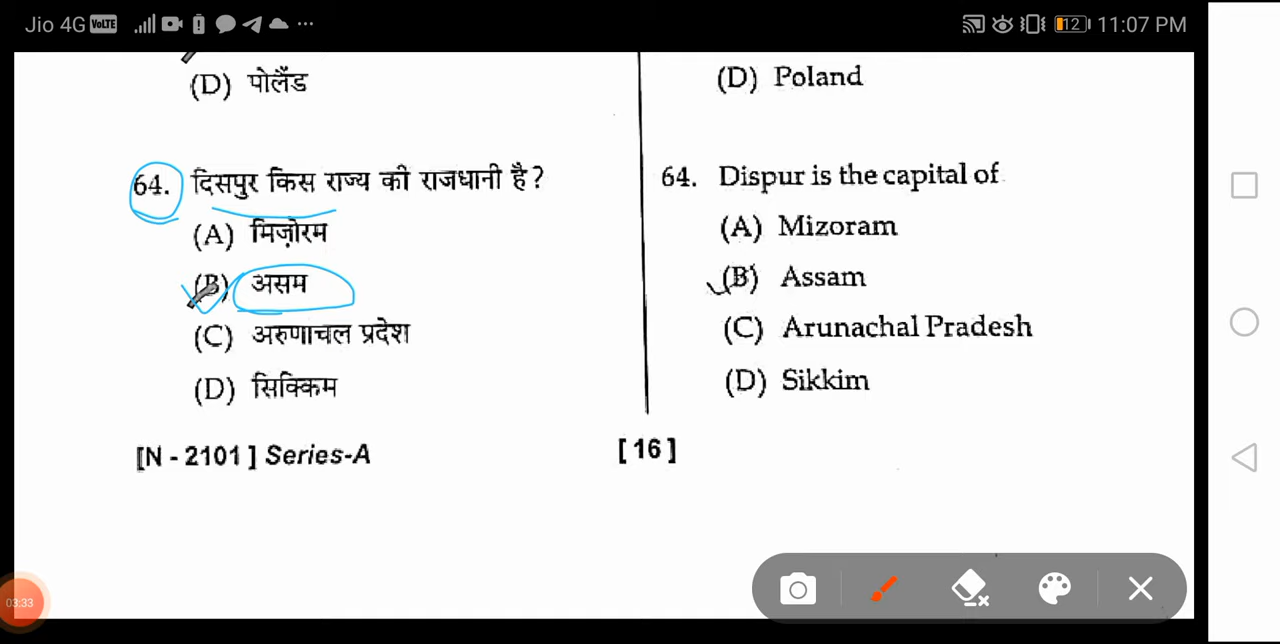 Jio 4G VoLTE 12 11:07 PM
(D) पोलैंड
64. दिसपुर किस राज्य की राजधानी है?
(A) मिज़ोरम
(B) असम
(C) अरुणाचल प्रदेश
(D) सिक्किम
(D) Poland
64. Dispur is the capital of
(A) Mizoram
(B) Assam
(C) Arunachal Pradesh
(D) Sikkim
[N - 2101 ] Series-A [ 16 ]
03:33